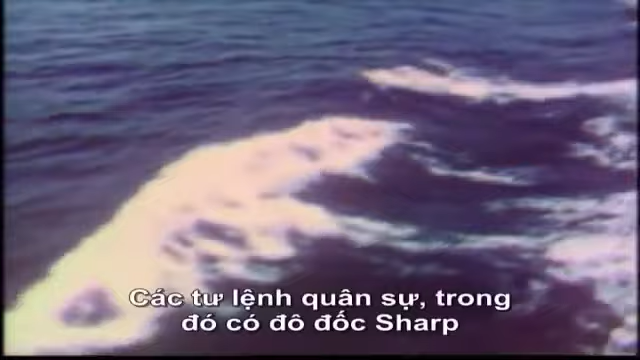 Các tư lệnh quân sự, trong
đó có đô đốc Sharp